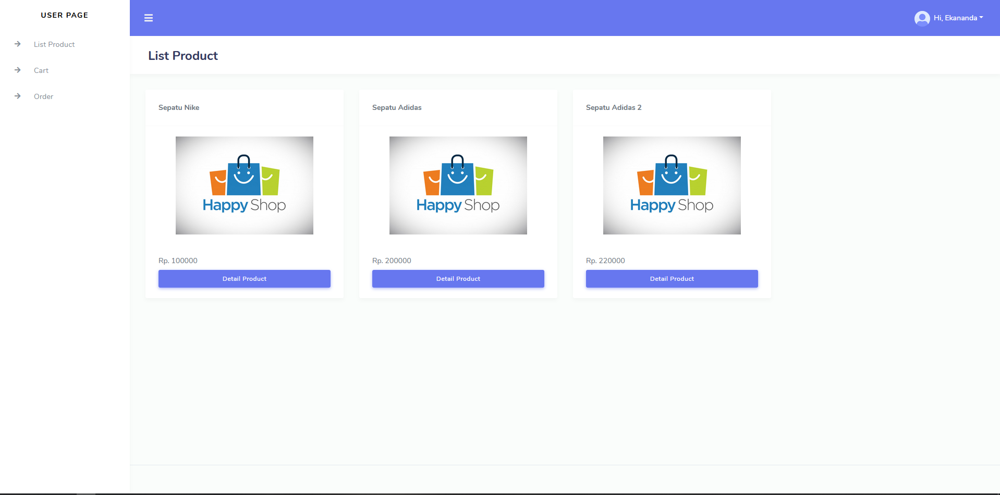 USER PAGE
List Product
Cart
Order
Hi, Ekananda
List Product
Sepatu Nike
Happy Shop
Rp. 100000
Detail Product
Sepatu Adidas
Happy Shop
Rp. 200000
Detail Product
Sepatu Adidas 2
Happy Shop
Rp. 220000
Detail Product